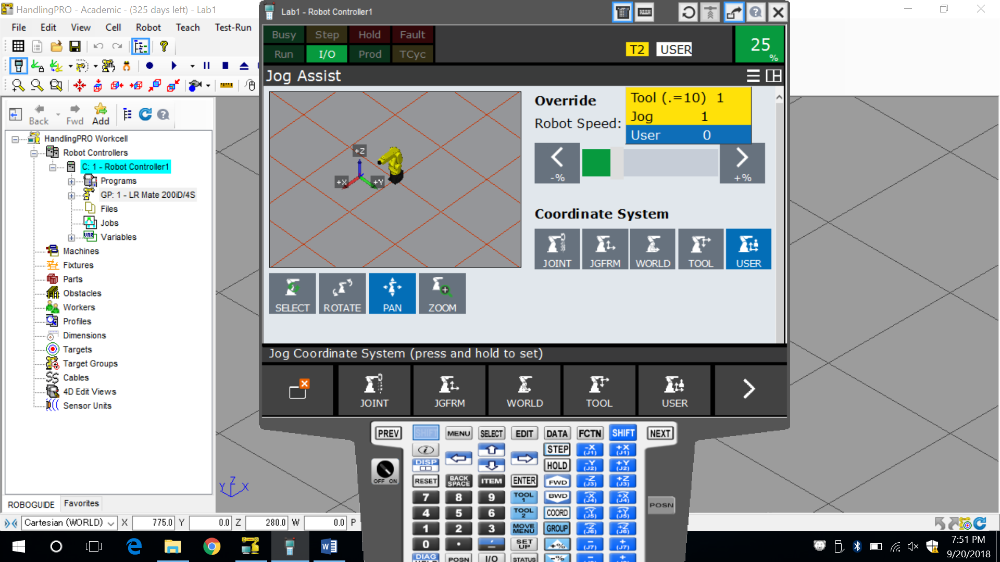 HandlingPRO - Academic - (325 days left) - Lab1
File Edit View Cell Robot Teach Test-Run
Back Fwd Add
HandlingPRO Workcell
Robot Controllers
C: 1 - Robot Controller1
Programs
GP: 1 - LR Mate 200iD/4S
Files
Jobs
Variables
Machines
Fixtures
Parts
Obstacles
Workers
Profiles
Dimensions
Targets
Target Groups
Cables
4D Edit Views
Sensor Units
ROBOGUIDE Favorites
Y Z X
Cartesian (WORLD) X 775.0 Y 0.0 Z 280.0 W 0.0 P
Lab1 - Robot Controller1
Busy Step Hold Fault
Run I/O Prod TCyc
T2 USER
25 %
Jog Assist
+Z
+X +Y
Override
Robot Speed:
Tool (.=10) 1
Jog 1
User 0
-% +%
Coordinate System
JOINT JGFRM WORLD TOOL USER
SELECT ROTATE PAN ZOOM
Jog Coordinate System (press and hold to set)
JOINT JGFRM WORLD TOOL USER
PREV SHIFT MENU SELECT EDIT DATA FCTN SHIFT NEXT
i STEP -X (J1) +X (J1)
DISP HOLD -Y (J2) +Y (J2)
OFF ON
RESET BACK SPACE ITEM ENTER FWD -Z (J3) +Z (J3)
7 8 9 TOOL 1 BWD -X (J4) +X (J4)
POSN
4 5 6 TOOL 2 COORD -Y (J5) +Y (J5)
1 2 3 MOVE MENU GROUP -Z (J6) +Z (J6)
0 . - SET UP +% - (J7) + (J7)
DIAG POSN I/O STATUS -% - +
7:51 PM
9/20/2018